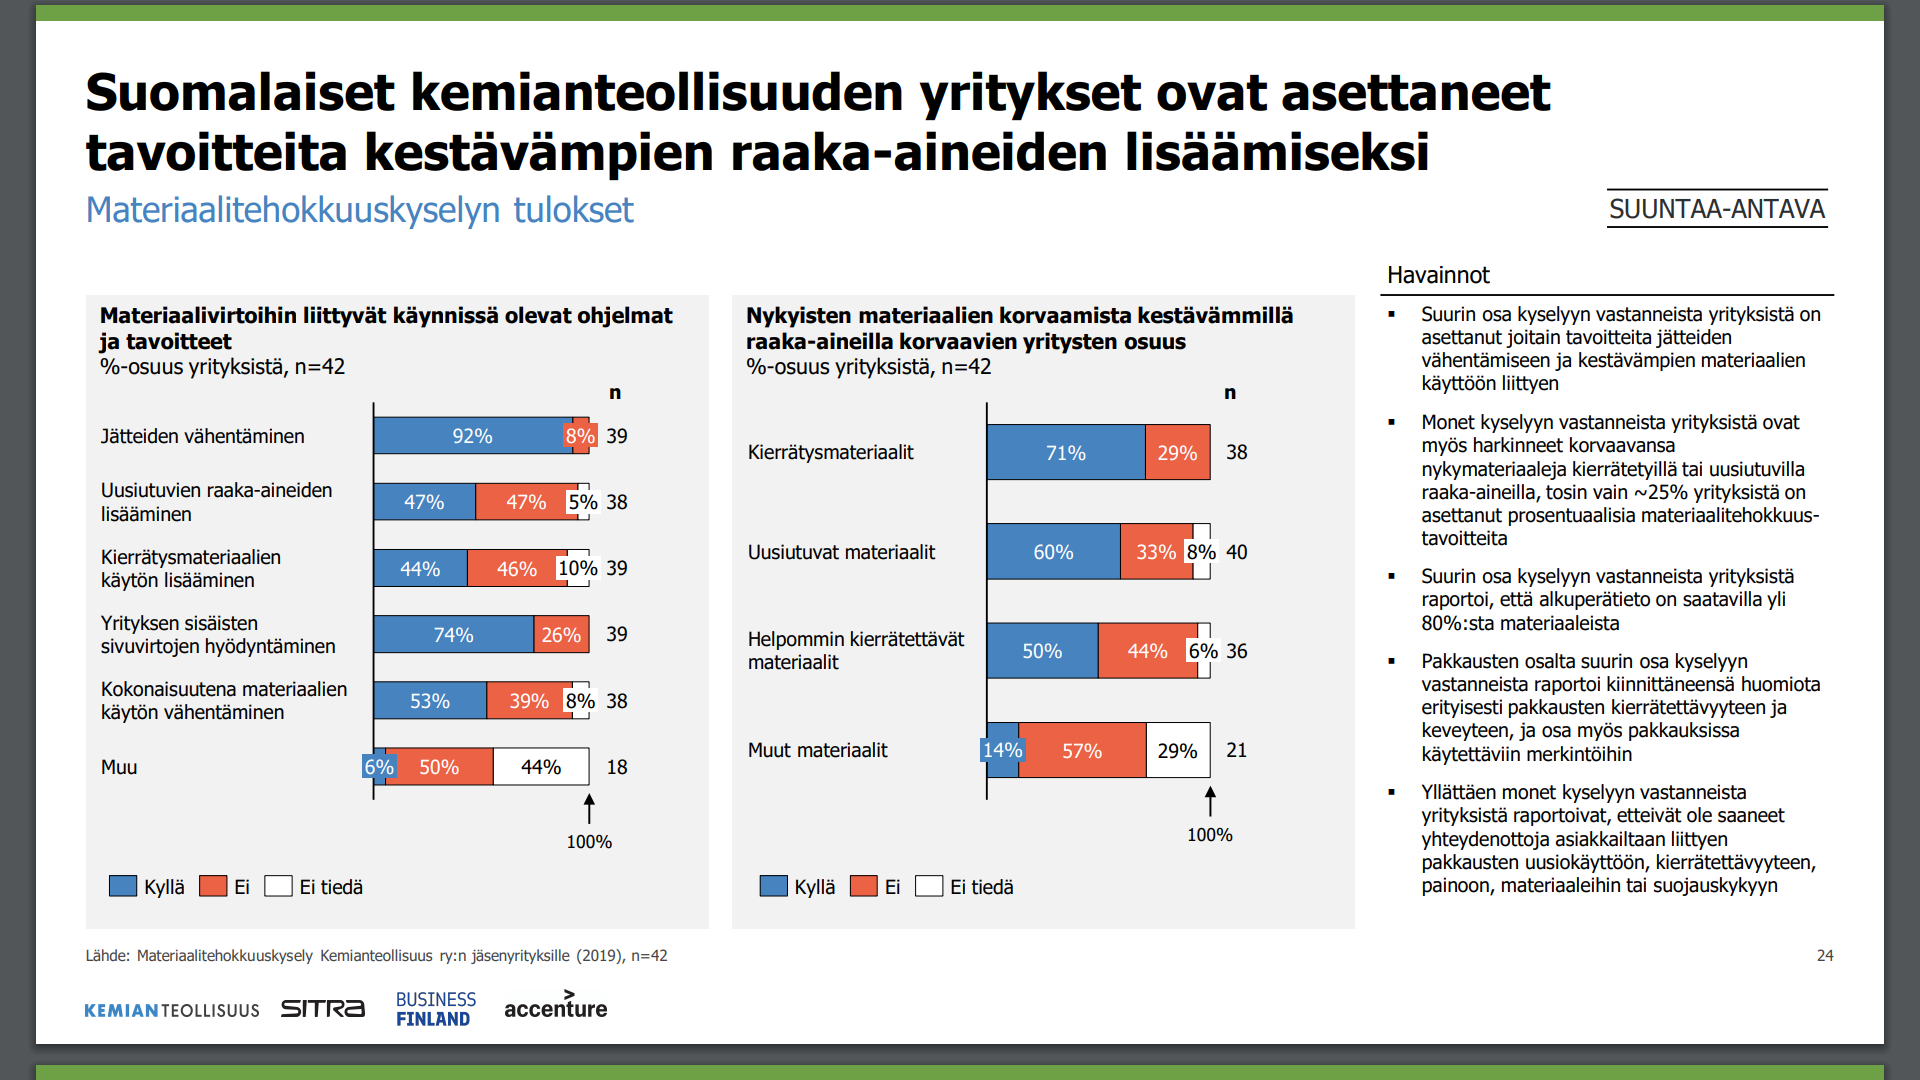 Suomalaiset kemianteollisuuden yritykset ovat asettaneet
tavoitteita kestävämpien raaka-aineiden lisäämiseksi
Materiaalitehokkuuskyselyn tulokset
SUUNTAA-ANTAVA
Materiaalivirtoihin liittyvät käynnissä olevat ohjelmat
ja tavoitteet
%-osuus yrityksistä, n=42
n
Jätteiden vähentäminen 92% 8% 39
Uusiutuvien raaka-aineiden
lisääminen 47% 47% 5% 38
Kierrätysmateriaalien
käytön lisääminen 44% 46% 10% 39
Yrityksen sisäisten
sivuvirtojen hyödyntäminen 74% 26% 39
Kokonaisuutena materiaalien
käytön vähentäminen 53% 39% 8% 38
Muu 6% 50% 44% 18
100%
Kyllä Ei Ei tiedä
Nykyisten materiaalien korvaamista kestävämmillä
raaka-aineilla korvaavien yritysten osuus
%-osuus yrityksistä, n=42
n
Kierrätysmateriaalit 71% 29% 38
Uusiutuvat materiaalit 60% 33% 8% 40
Helpommin kierrätettävät
materiaalit 50% 44% 6% 36
Muut materiaalit 14% 57% 29% 21
100%
Kyllä Ei Ei tiedä
Havainnot
▪ Suurin osa kyselyyn vastanneista yrityksistä on
asettanut joitain tavoitteita jätteiden
vähentämiseen ja kestävämpien materiaalien
käyttöön liittyen
▪ Monet kyselyyn vastanneista yrityksistä ovat
myös harkinneet korvaavansa
nykymateriaaleja kierrätetyillä tai uusiutuvilla
raaka-aineilla, tosin vain ~25% yrityksistä on
asettanut prosentuaalisia materiaalitehokkuus-
tavoitteita
▪ Suurin osa kyselyyn vastanneista yrityksistä
raportoi, että alkuperätieto on saatavilla yli
80%:sta materiaaleista
▪ Pakkausten osalta suurin osa kyselyyn
vastanneista raportoi kiinnittäneensä huomiota
erityisesti pakkausten kierrätettävyyteen ja
keveyteen, ja osa myös pakkauksissa
käytettäviin merkintöihin
▪ Yllättäen monet kyselyyn vastanneista
yrityksistä raportoivat, etteivät ole saaneet
yhteydenottoja asiakkailtaan liittyen
pakkausten uusiokäyttöön, kierrätettävyyteen,
painoon, materiaaleihin tai suojauskykyyn
Lähde: Materiaalitehokkuuskysely Kemianteollisuus ry:n jäsenyrityksille (2019), n=42
24
KEMIANTEOLLISUUS
SITRA
BUSINESS
FINLAND
accenture